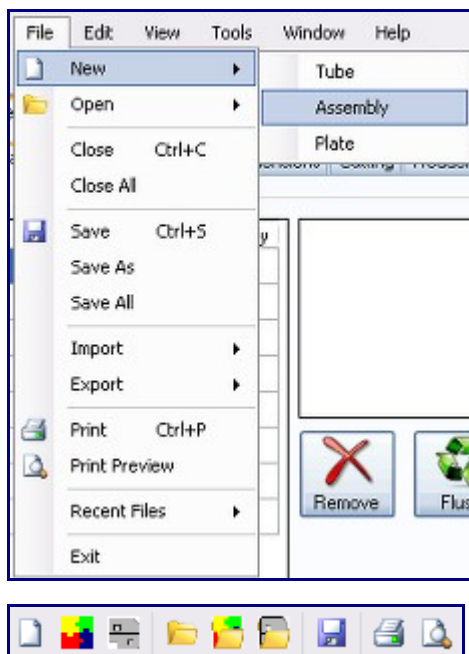 File Edit View Tools Window Help
New Tube
Open Assembly
Close Ctrl+C Plate
Close All
Save Ctrl+S y
Save As
Save All
Import
Export
Print Ctrl+P
Print Preview
Recent Files Remove Flus
Exit